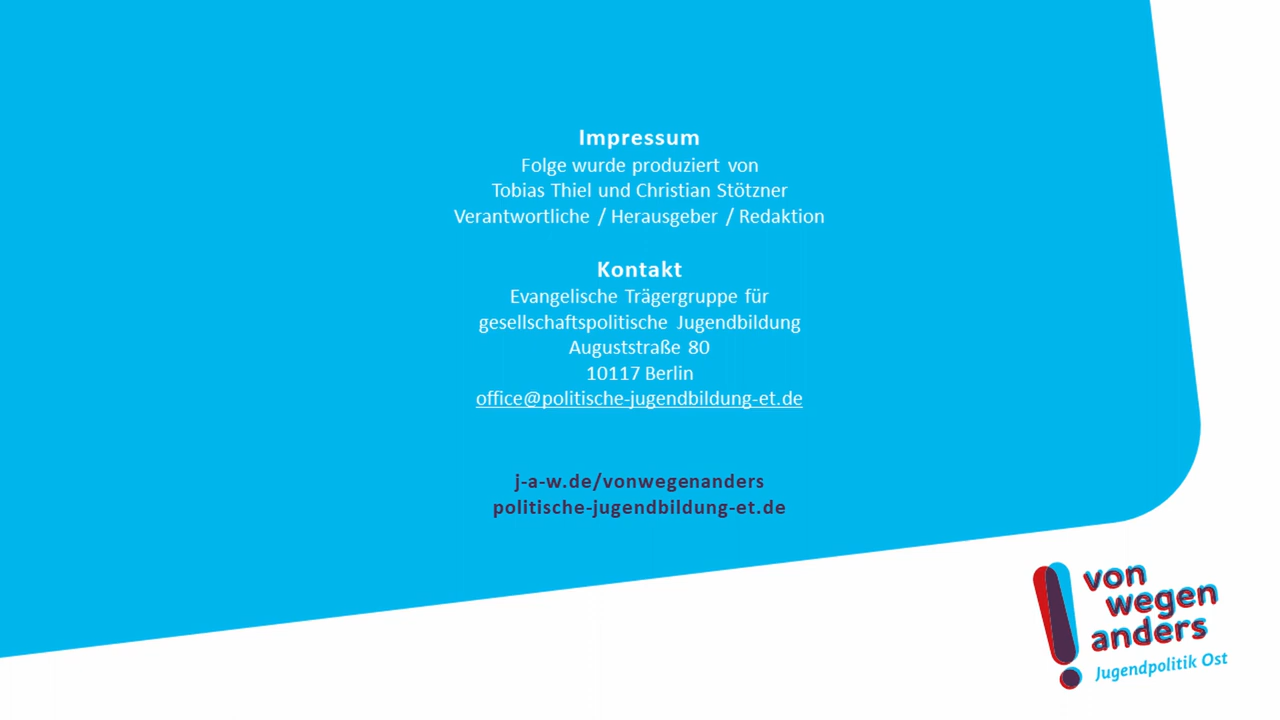 Impressum
Folge wurde produziert von
Tobias Thiel und Christian Stötzner
Verantwortliche / Herausgeber / Redaktion
Kontakt
Evangelische Trägergruppe für
gesellschaftspolitische Jugendbildung
Auguststraße 80
10117 Berlin
office@politische-jugendbildung-et.de
j-a-w.de/vonwegenanders
politische-jugendbildung-et.de
von
wegen
anders
Jugendpolitik Ost